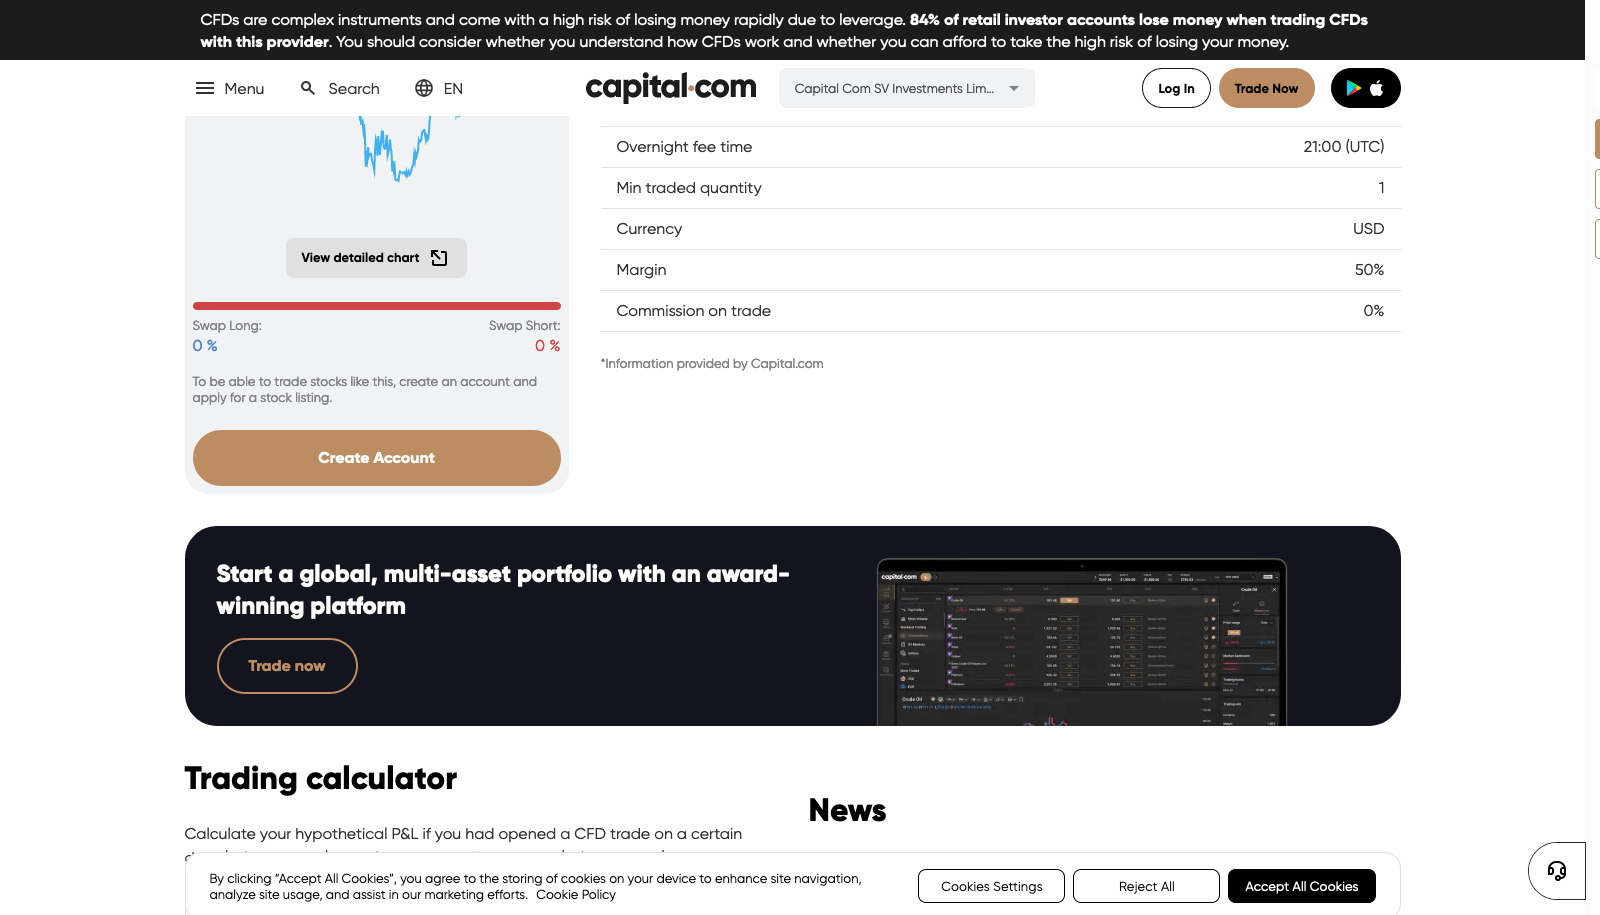 CFDs are complex instruments and come with a high risk of losing money rapidly due to leverage. 84% of retail investor accounts lose money when trading CFDs
with this provider. You should consider whether you understand how CFDs work and whether you can afford to take the high risk of losing your money.
Menu
Search
EN
capital.com
Capital Com SV Investments Lim...
Log In
Trade Now
Overnight fee time 21:00 (UTC)
Min traded quantity 1
Currency USD
Margin 50%
Commission on trade 0%
*Information provided by Capital.com
View detailed chart
Swap Long: Swap Short:
0 % 0 %
To be able to trade stocks like this, create an account and
apply for a stock listing.
Create Account
Start a global, multi-asset portfolio with an award-
winning platform
Trade now
capital.com
Crude Oil
Trading calculator
News
Calculate your hypothetical P&L if you had opened a CFD trade on a certain
By clicking “Accept All Cookies”, you agree to the storing of cookies on your device to enhance site navigation,
analyze site usage, and assist in our marketing efforts. Cookie Policy
Cookies Settings
Reject All
Accept All Cookies